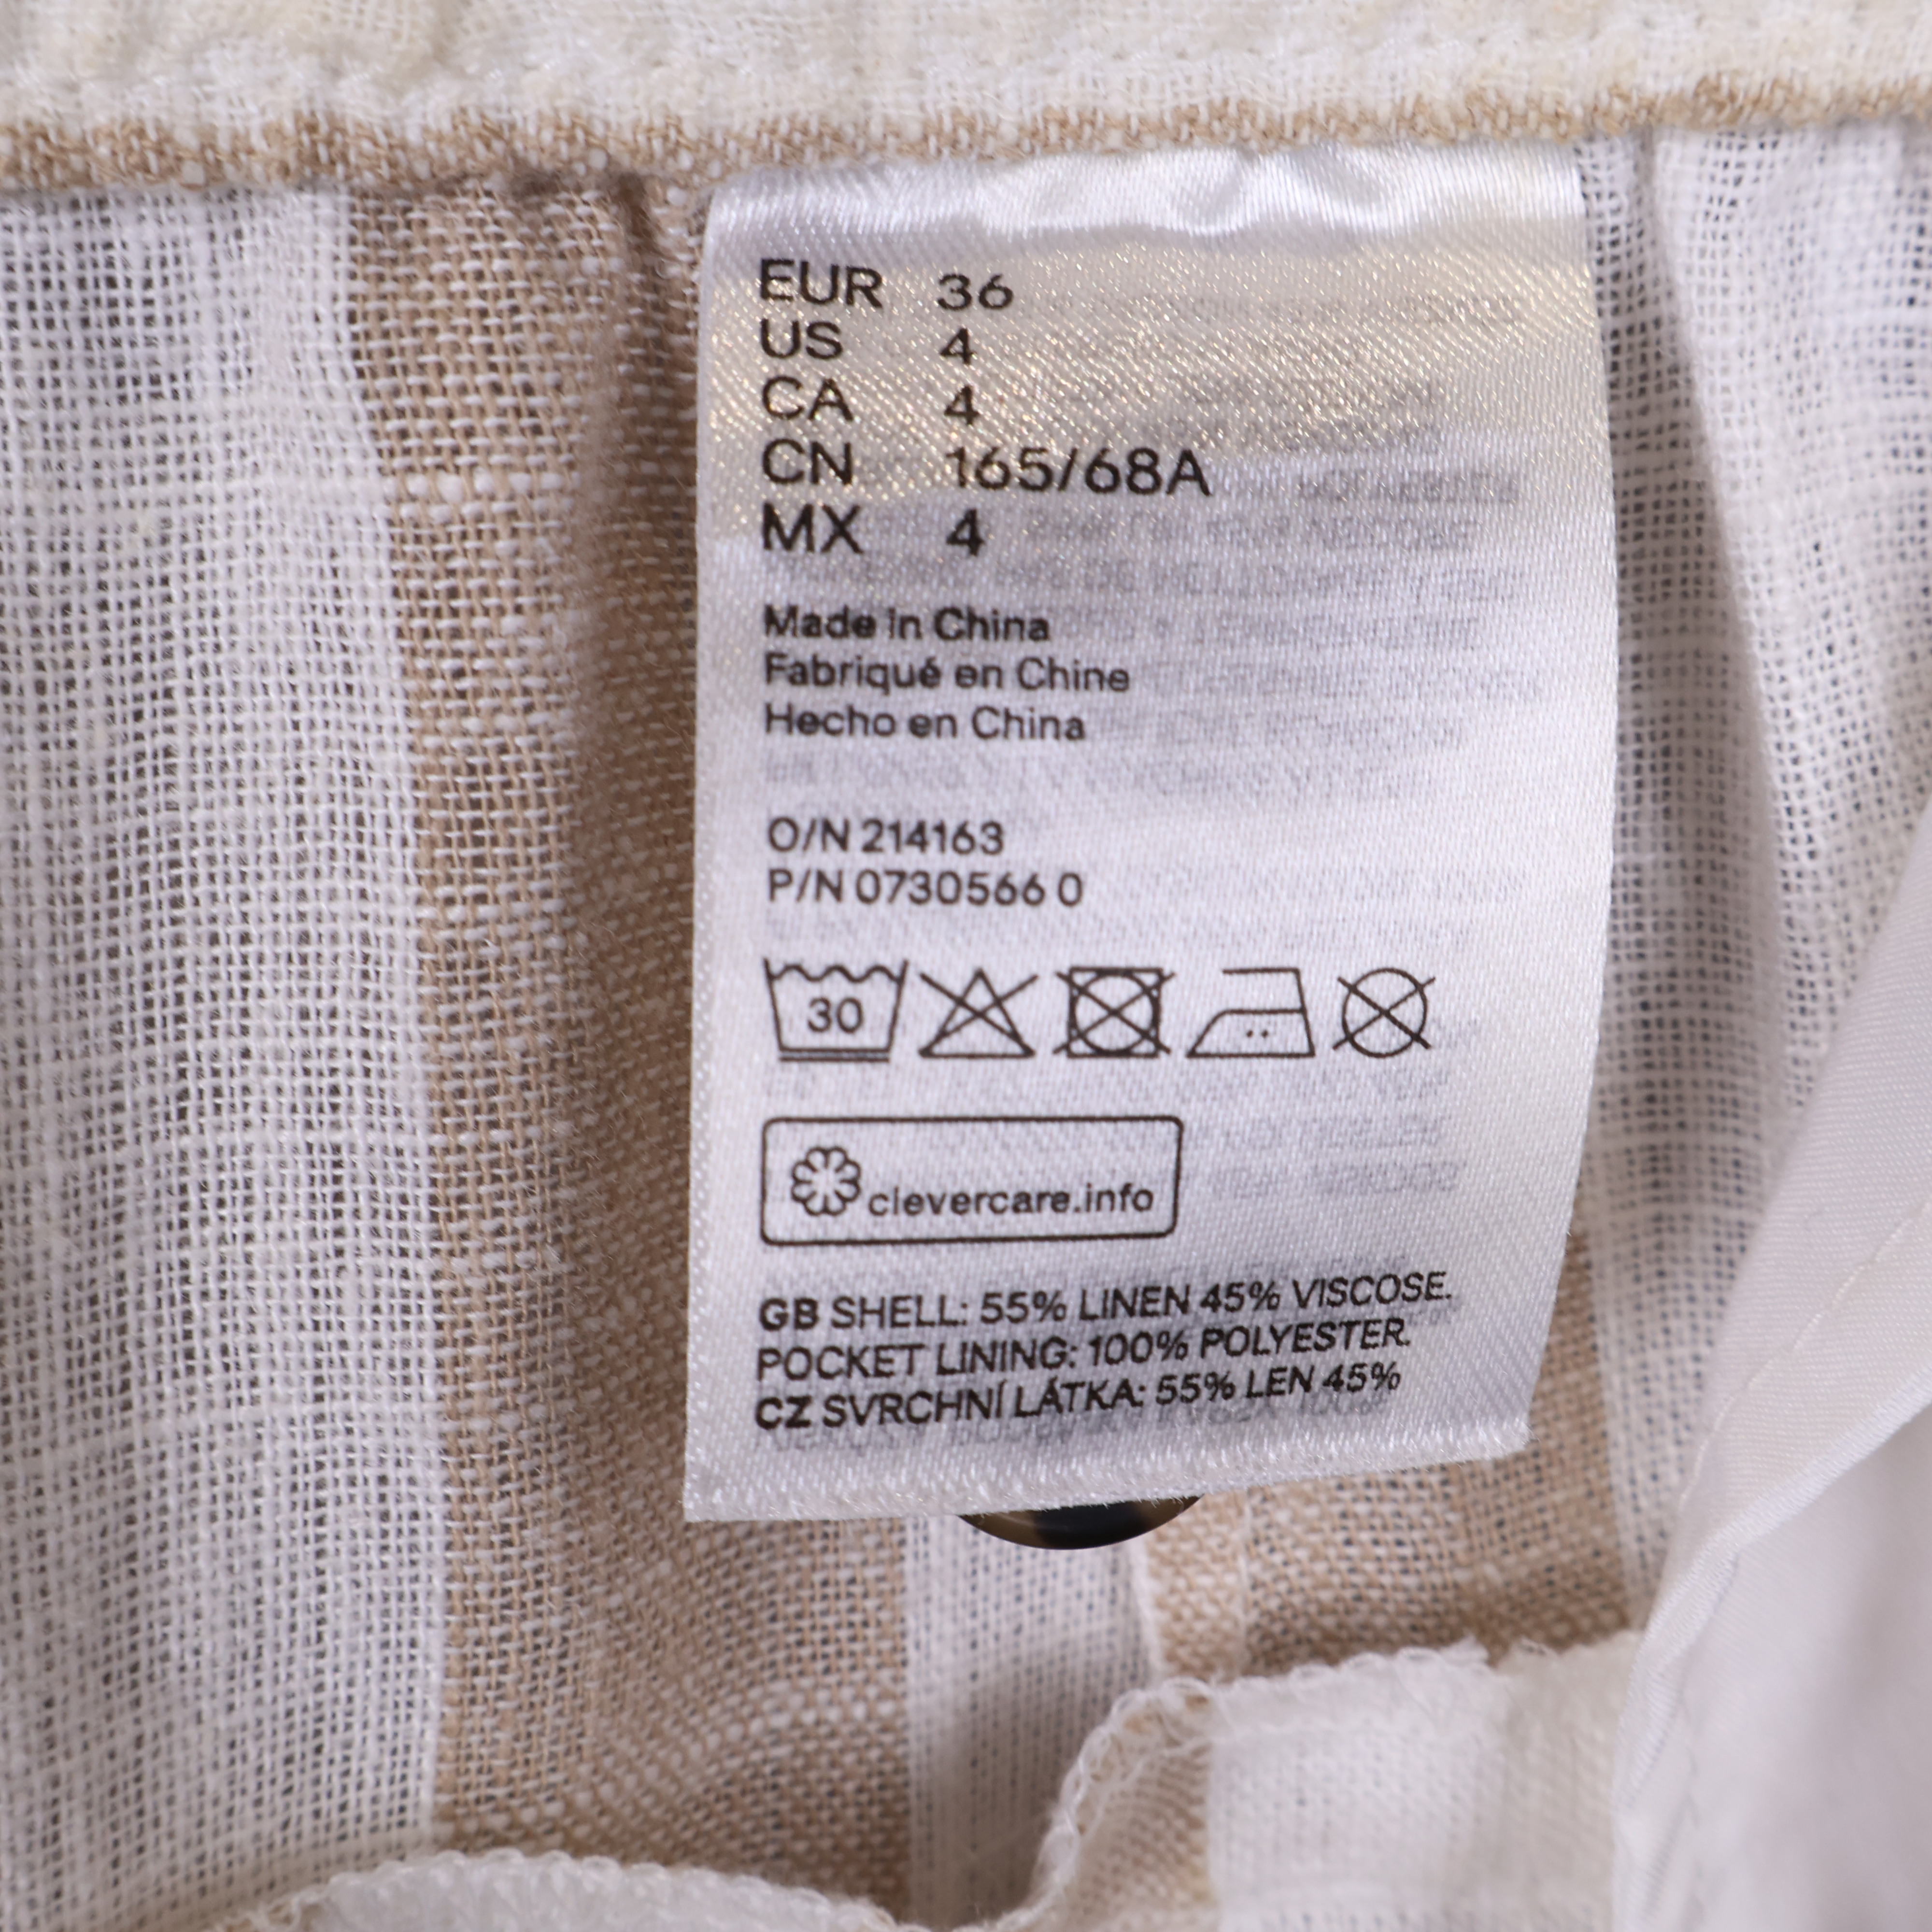 EUR 36
US 4
CA 4
CN 165/68A
MX 4
Made in China
Fabriqué en Chine
Hecho en China
O/N 214163
P/N 0730566 0
30
clevercare.info
GB SHELL: 55% LINEN 45% VISCOSE.
POCKET LINING: 100% POLYESTER.
CZ SVRCHNÍ LÁTKA: 55% LEN 45%